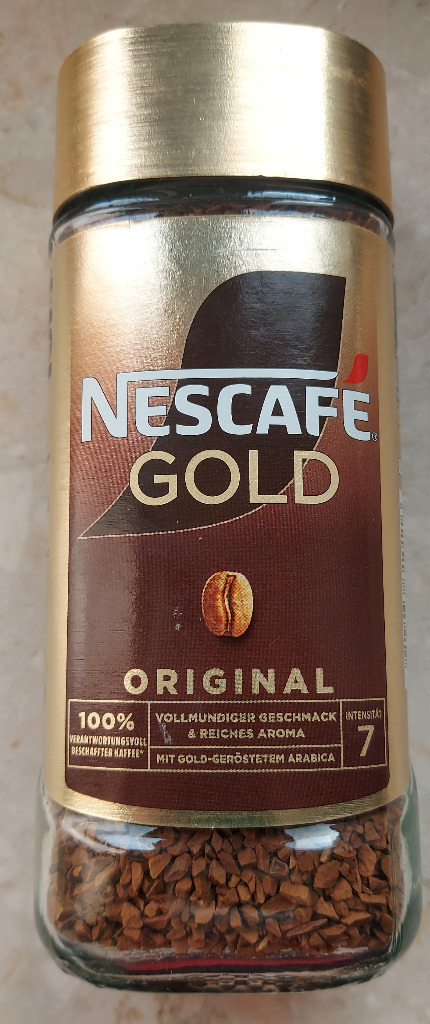 NESCAFÉ®
GOLD
ORIGINAL
100%
VERANTWORTUNGSVOLL
BESCHAFFTER KAFFEE*
VOLLMUNDIGER GESCHMACK
& REICHES AROMA
MIT GOLD-GERÖSTETEM ARABICA
INTENSITÄT
7